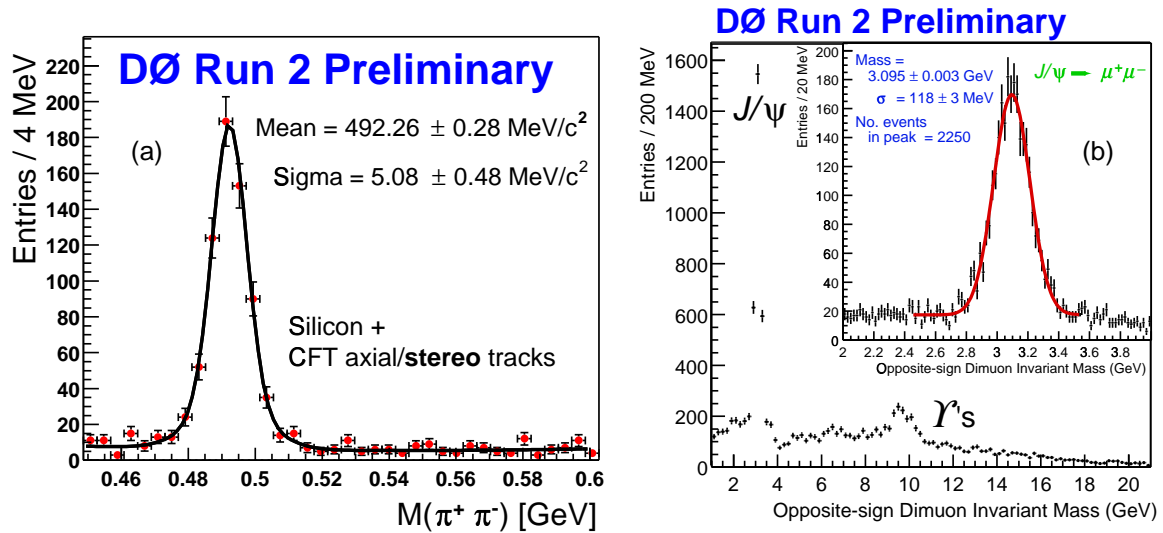 DØ Run 2 Preliminary
Entries / 4 MeV
220
200
180
160
140
120
100
80
60
40
20
0
(a)
Mean = 492.26 ± 0.28 MeV/c²
Sigma = 5.08 ± 0.48 MeV/c²
Silicon +
CFT axial/stereo tracks
0.46 0.48 0.5 0.52 0.54 0.56 0.58 0.6
M(π⁺ π⁻) [GeV]
DØ Run 2 Preliminary
Entries / 200 MeV
1600
1400
1200
1000
800
600
400
200
0
J/ψ
ϒ's
2 4 6 8 10 12 14 16 18 20
Opposite-sign Dimuon Invariant Mass (GeV)
Entries / 20 MeV
200
180
160
140
120
100
80
60
40
20
0
Mass =
3.095 ± 0.003 GeV
σ = 118 ± 3 MeV
No. events
in peak = 2250
J/ψ → μ⁺μ⁻
(b)
2 2.2 2.4 2.6 2.8 3 3.2 3.4 3.6 3.8
Opposite-sign Dimuon Invariant Mass (GeV)